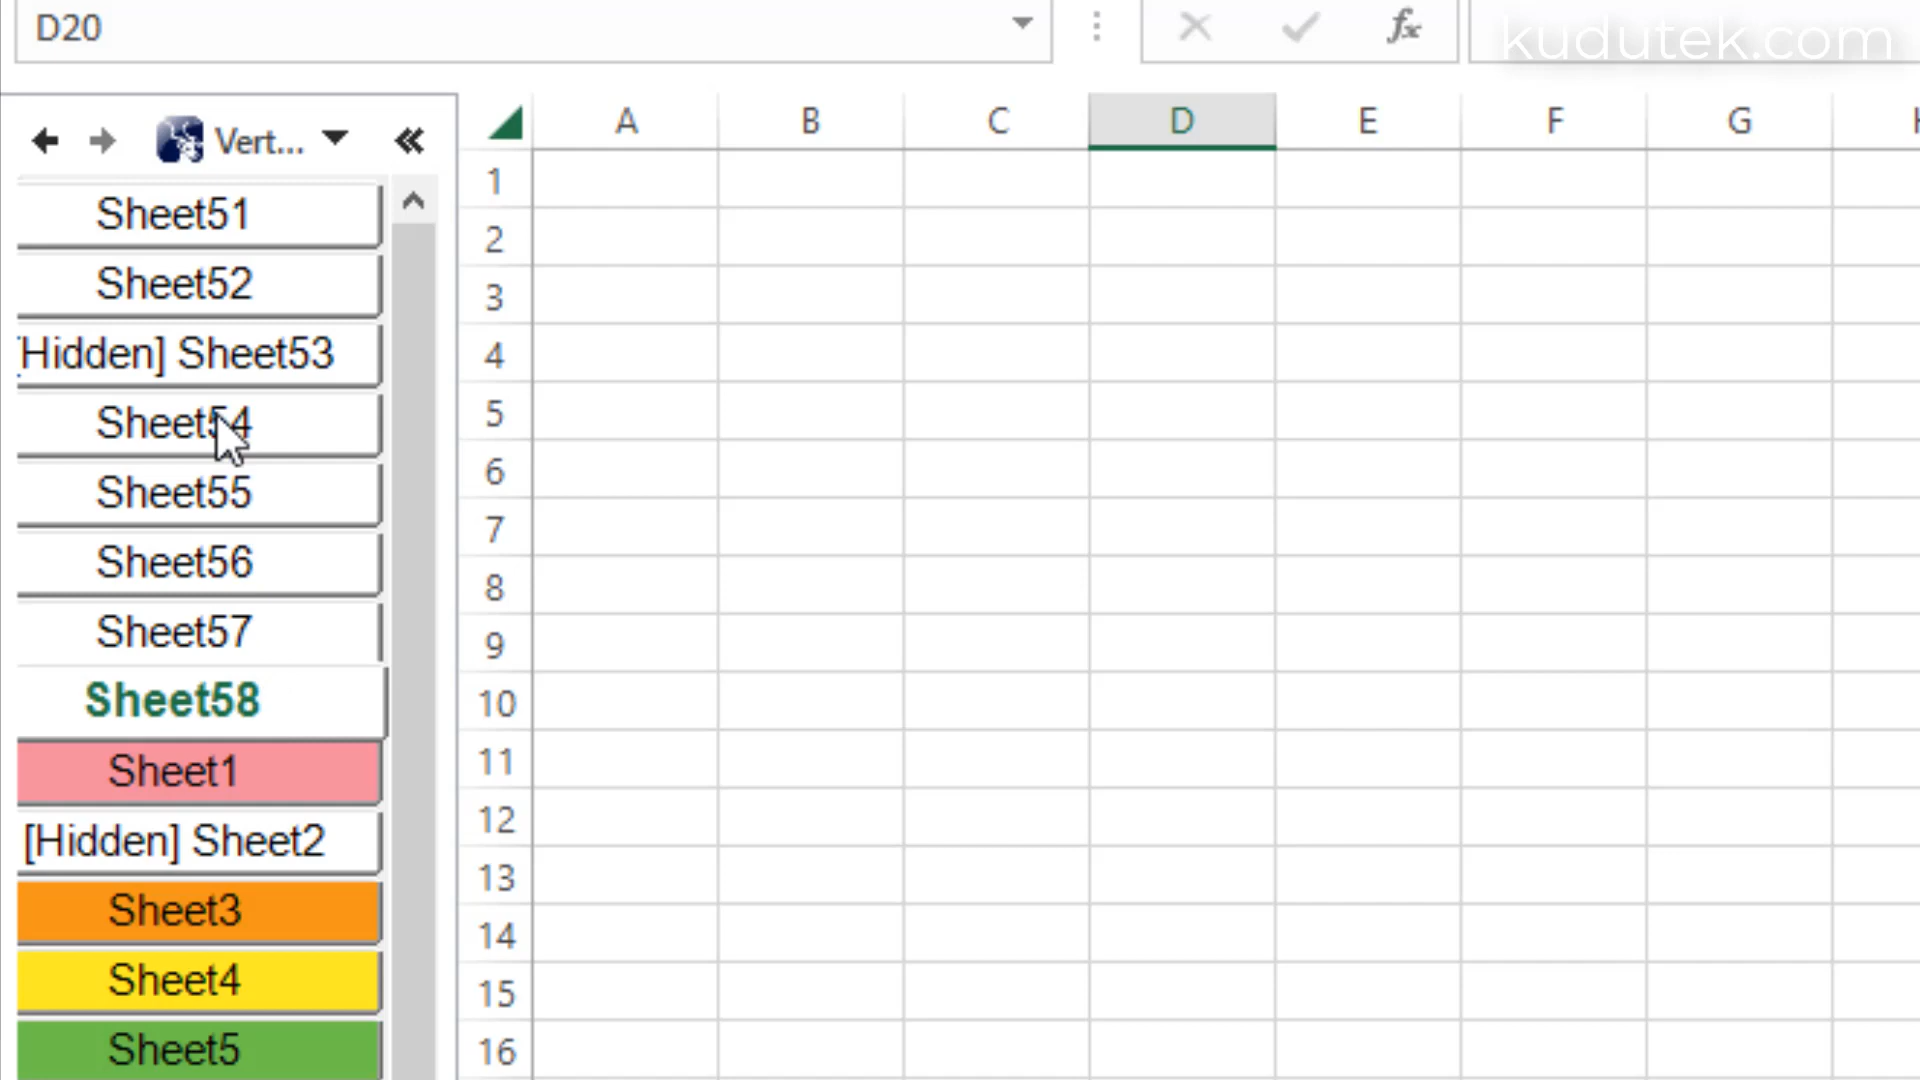 D20
fx
kudutek.com
Vert...
A B C D E F G
Sheet51
Sheet52
[Hidden] Sheet53
Sheet54
Sheet55
Sheet56
Sheet57
Sheet58
Sheet1
[Hidden] Sheet2
Sheet3
Sheet4
Sheet5
1
2
3
4
5
6
7
8
9
10
11
12
13
14
15
16